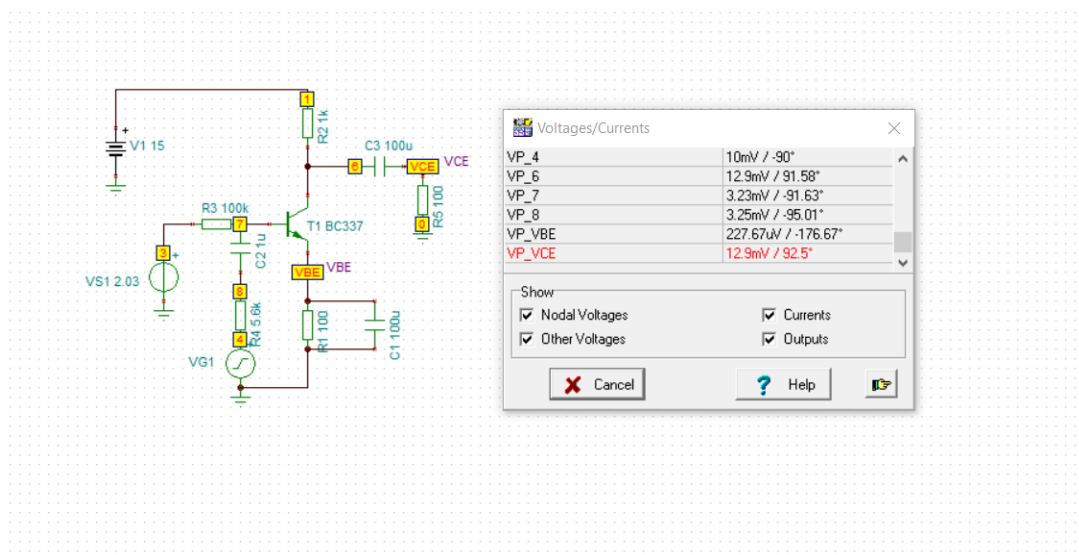 1
R2 1k
+
V1 15
C3 100u
6
VCE
VCE
R5 100
0
R3 100k
7
T1 BC337
C2 1u
3
+
VS1 2.03
VBE
VBE
8
R4 5.6k
R1 100
C1 100u
4
+
VG1
Voltages/Currents
VP_4 10mV / -90°
VP_6 12.9mV / 91.58°
VP_7 3.23mV / -91.63°
VP_8 3.25mV / -95.01°
VP_VBE 227.67uV / -176.67°
VP_VCE 12.9mV / 92.5°
Show
Nodal Voltages Currents
Other Voltages Outputs
Cancel ? Help